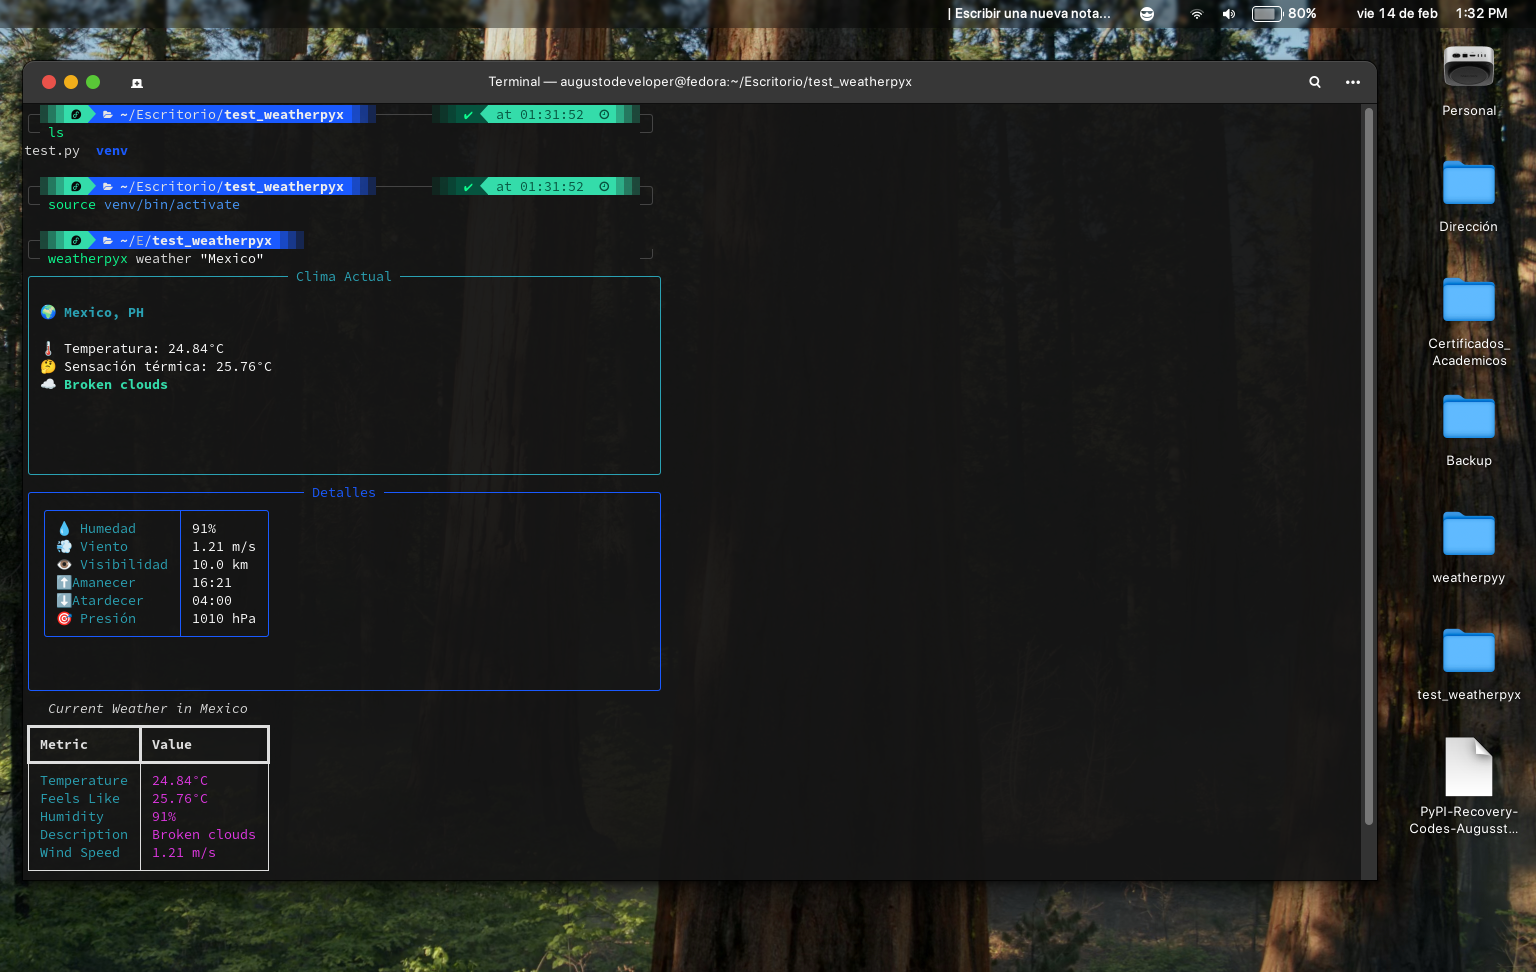 | Escribir una nueva nota...
80%
vie 14 de feb
1:32 PM
Terminal — augustodeveloper@fedora:~/Escritorio/test_weatherpyx
~/Escritorio/test_weatherpyx
✔ at 01:31:52
ls
test.py venv
~/Escritorio/test_weatherpyx
✔ at 01:31:52
source venv/bin/activate
~/E/test_weatherpyx
weatherpyx weather "Mexico"
Clima Actual
🌍 Mexico, PH
🌡️ Temperatura: 24.84°C
🤔 Sensación térmica: 25.76°C
☁️ Broken clouds
Detalles
💧 Humedad 91%
💨 Viento 1.21 m/s
👁️ Visibilidad 10.0 km
⬆️Amanecer 16:21
⬇️Atardecer 04:00
🎯 Presión 1010 hPa
Current Weather in Mexico
Metric Value
Temperature 24.84°C
Feels Like 25.76°C
Humidity 91%
Description Broken clouds
Wind Speed 1.21 m/s
Personal
Dirección
Certificados_
Academicos
Backup
weatherpyy
test_weatherpyx
PyPI-Recovery-
Codes-Augusst...